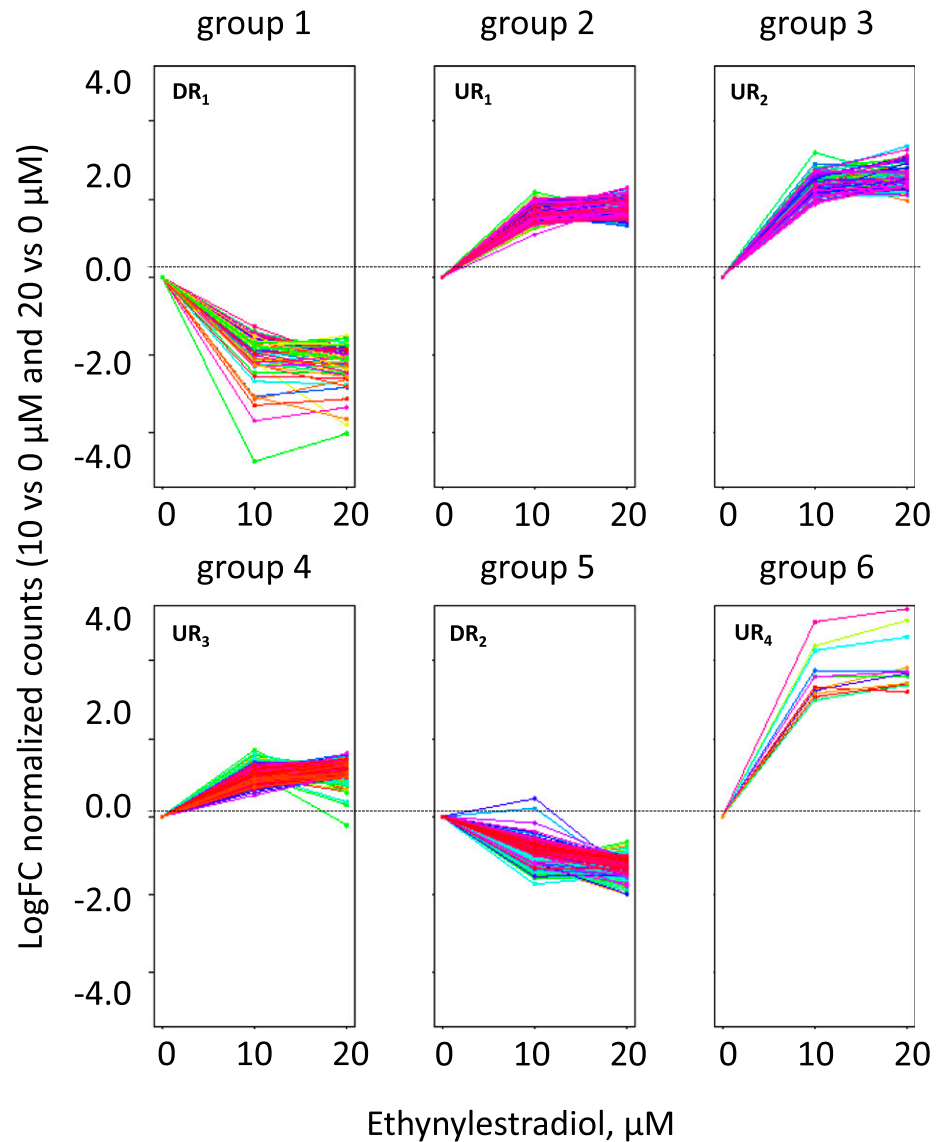 group 1 group 2 group 3
DR₁ UR₁ UR₂
4.0
2.0
0.0
-2.0
-4.0
0 10 20 0 10 20 0 10 20
group 4 group 5 group 6
UR₃ DR₂ UR₄
4.0
2.0
0.0
-2.0
-4.0
0 10 20 0 10 20 0 10 20
LogFC normalized counts (10 vs 0 μM and 20 vs 0 μM)
Ethynylestradiol, μM